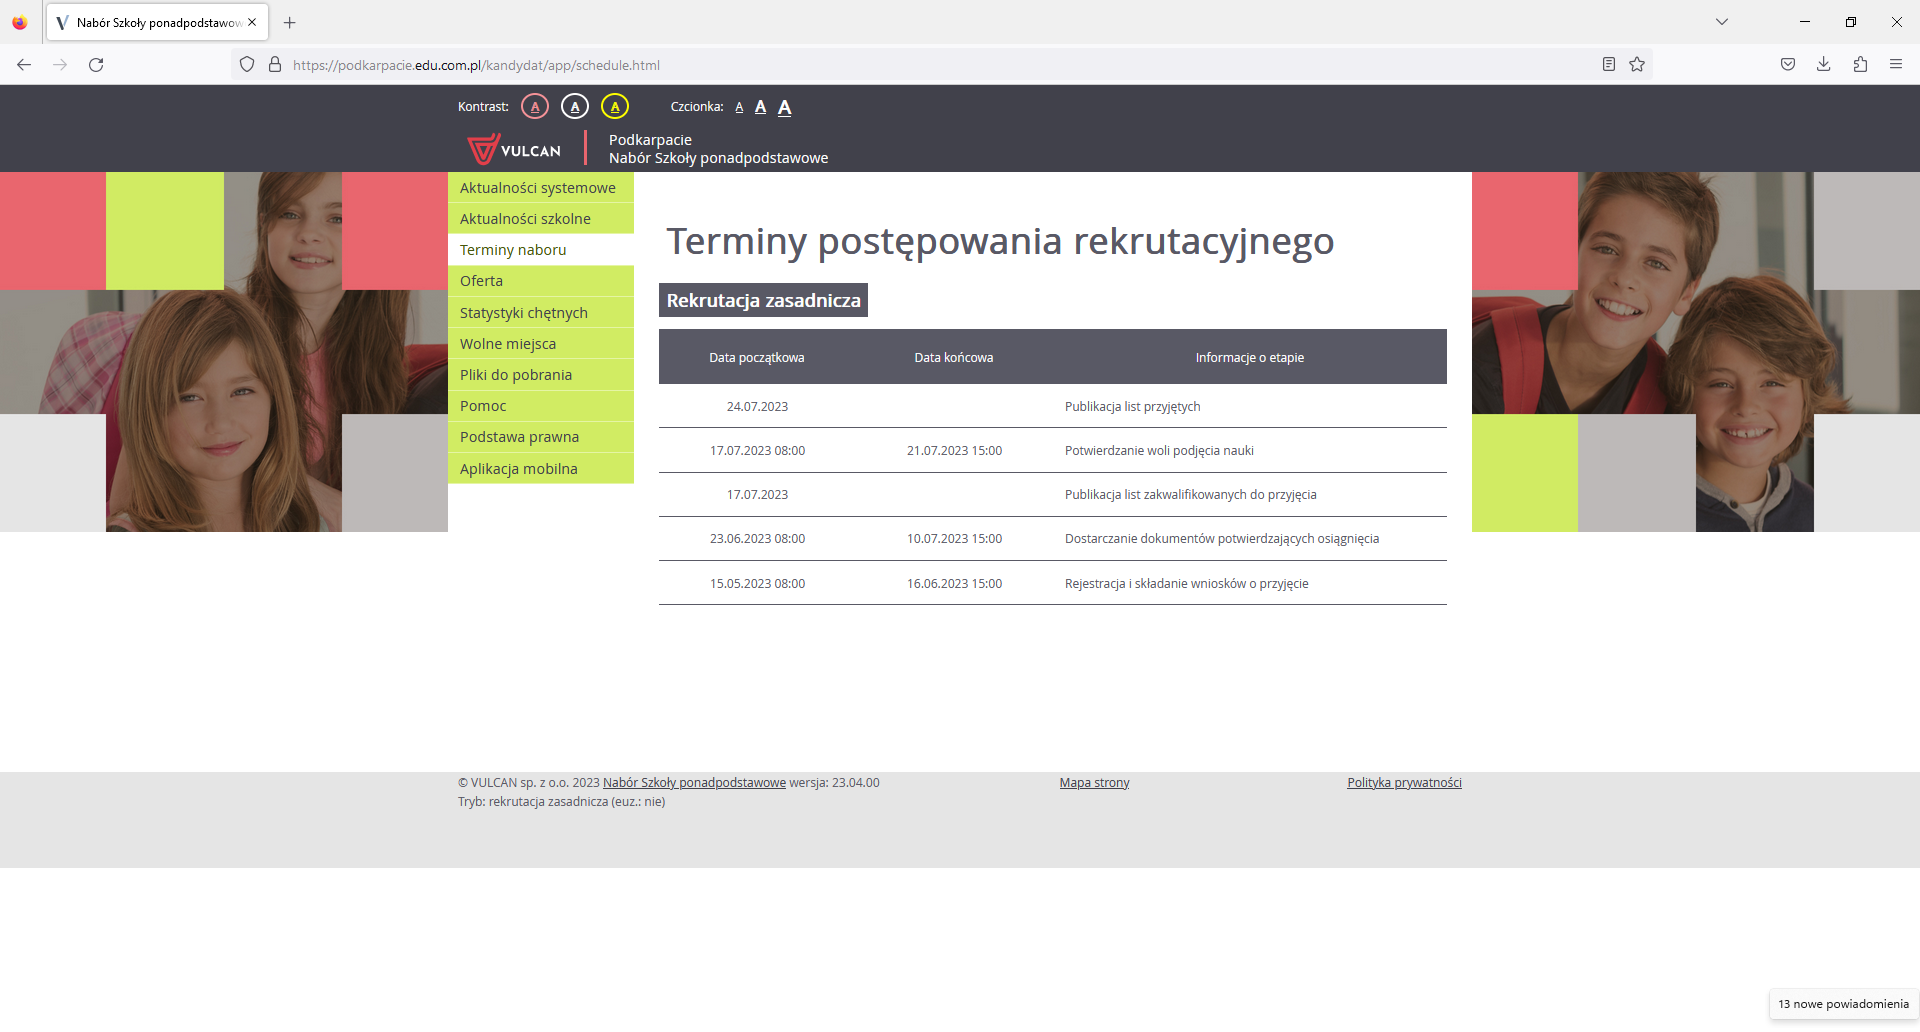 Nabór Szkoły ponadpodstawow
https://podkarpacie.edu.com.pl/kandydat/app/schedule.html
Kontrast: A A A Czcionka: A A A
VULCAN
Podkarpacie
Nabór Szkoły ponadpodstawowe
Aktualności systemowe
Aktualności szkolne
Terminy naboru
Oferta
Statystyki chętnych
Wolne miejsca
Pliki do pobrania
Pomoc
Podstawa prawna
Aplikacja mobilna
Terminy postępowania rekrutacyjnego
Rekrutacja zasadnicza
Data początkowa Data końcowa Informacje o etapie
24.07.2023 Publikacja list przyjętych
17.07.2023 08:00 21.07.2023 15:00 Potwierdzanie woli podjęcia nauki
17.07.2023 Publikacja list zakwalifikowanych do przyjęcia
23.06.2023 08:00 10.07.2023 15:00 Dostarczanie dokumentów potwierdzających osiągnięcia
15.05.2023 08:00 16.06.2023 15:00 Rejestracja i składanie wniosków o przyjęcie
© VULCAN sp. z o.o. 2023 Nabór Szkoły ponadpodstawowe wersja: 23.04.00 Mapa strony Polityka prywatności
Tryb: rekrutacja zasadnicza (euz.: nie)
13 nowe powiadomienia